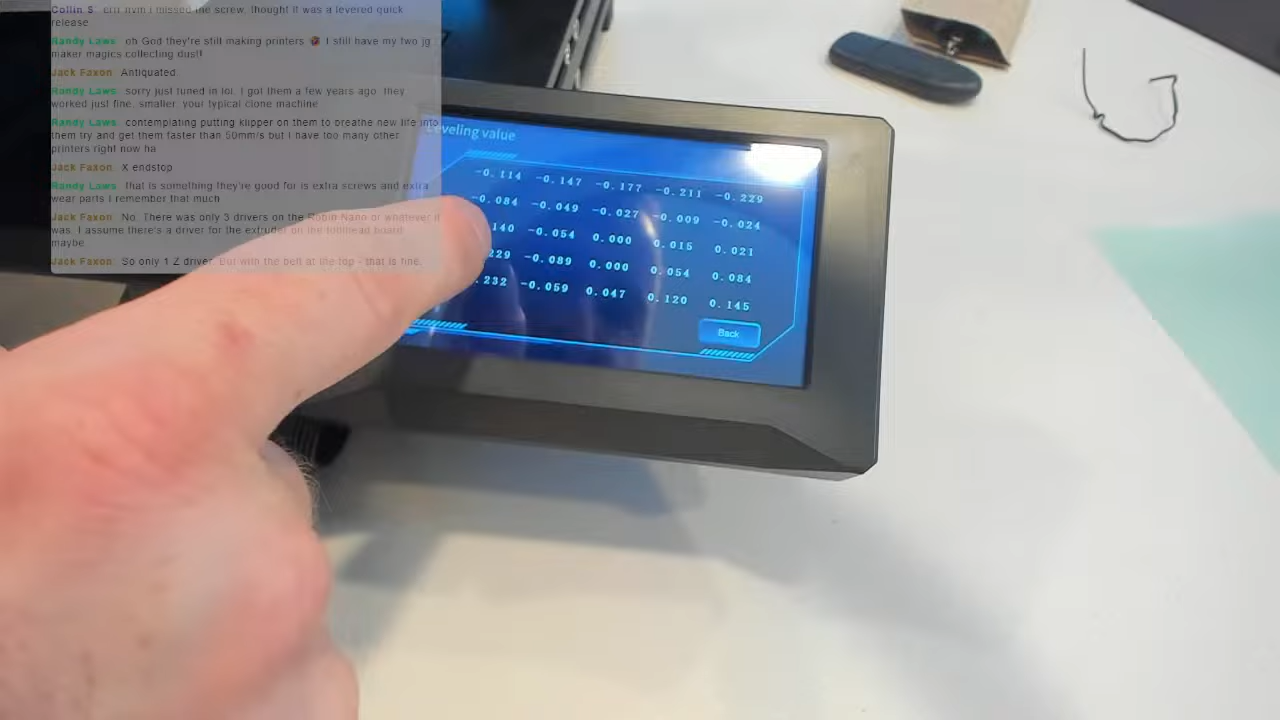 Collin S: err nvm i missed the screw, thought it was a levered quick
release
Randy Laws: oh God they're still making printers 🤣 I still have my two jg
maker magics collecting dust!
Jack Faxon: Antiquated.
Randy Laws: sorry just tuned in lol. I got them a few years ago. they
worked just fine. smaller. your typical clone machine
Randy Laws: contemplating putting klipper on them to breathe new life into
them try and get them faster than 50mm/s but I have too many other
printers right now ha
Jack Faxon: X endstop
Randy Laws: that is something they're good for is extra screws and extra
wear parts I remember that much
Jack Faxon: No. There was only 3 drivers on the Robin Nano or whatever it
was. I assume there's a driver for the extruder on the toolhead board
maybe
Jack Faxon: So only 1 Z driver. But with the belt at the top - that is fine.
Leveling value
-0.114 -0.147 -0.177 -0.211 -0.229
-0.084 -0.049 -0.027 -0.009 -0.024
140 -0.054 0.000 0.015 0.021
229 -0.089 0.000 0.054 0.084
.232 -0.059 0.047 0.120 0.145
Back